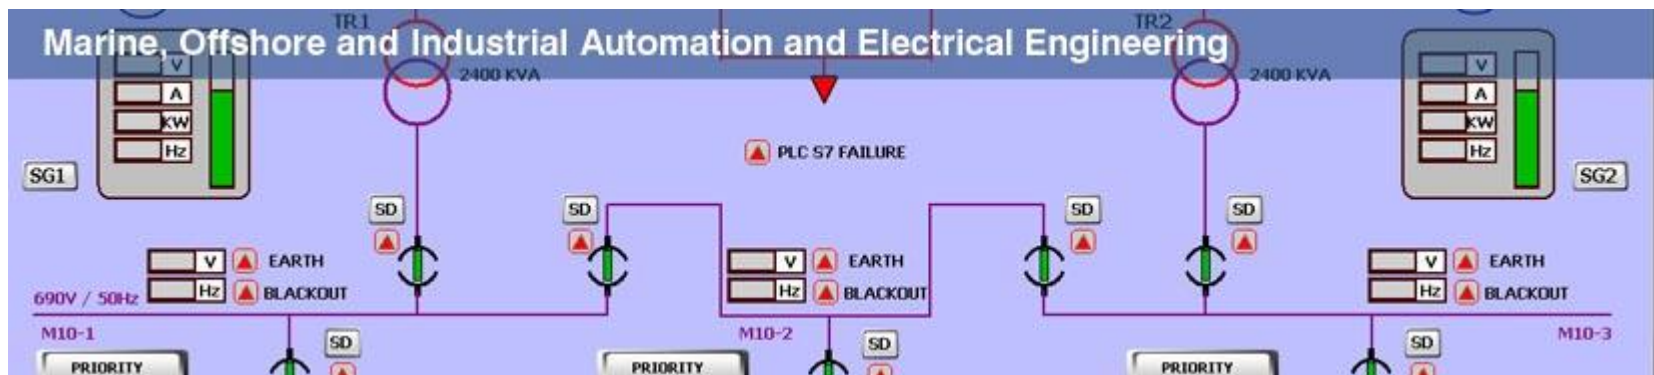 TR1
TR2
Marine, Offshore and Industrial Automation and Electrical Engineering
2400 KVA
2400 KVA
V
A
KW
Hz
V
A
KW
Hz
PLC S7 FAILURE
SG1
SG2
SD
SD
SD
SD
V
EARTH
V
EARTH
V
EARTH
690V / 50Hz
Hz
BLACKOUT
Hz
BLACKOUT
Hz
BLACKOUT
M10-1
M10-2
M10-3
SD
SD
SD
PRIORITY
PRIORITY
PRIORITY